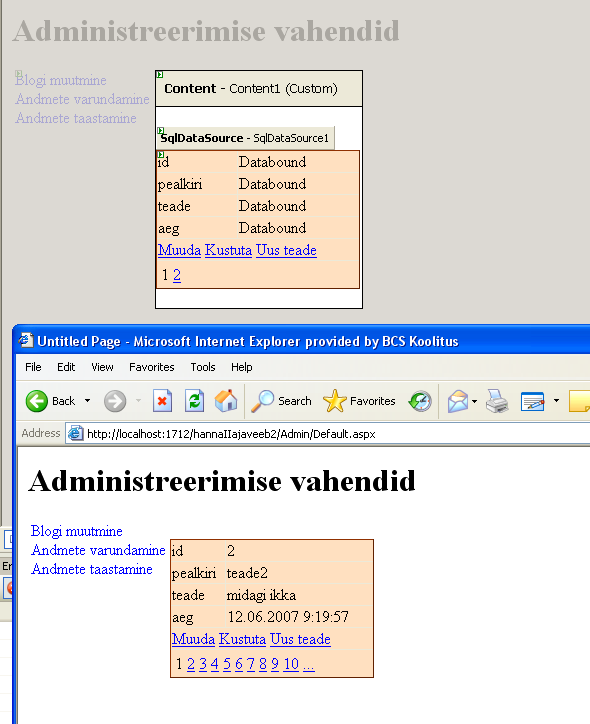 Administreerimise vahendid
Blogi muutmine
Andmete varundamine
Andmete taastamine
Content - Content1 (Custom)
SqlDataSource - SqlDataSource1
id Databound
pealkiri Databound
teade Databound
aeg Databound
Muuda Kustuta Uus teade
1 2
Untitled Page - Microsoft Internet Explorer provided by BCS Koolitus
File Edit View Favorites Tools Help
Back Search Favorites
Address http://localhost:1712/hannaIIajaveeb2/Admin/Default.aspx
Administreerimise vahendid
Blogi muutmine
Andmete varundamine
Andmete taastamine
id 2
pealkiri teade2
teade midagi ikka
aeg 12.06.2007 9:19:57
Muuda Kustuta Uus teade
1 2 3 4 5 6 7 8 9 10 ...